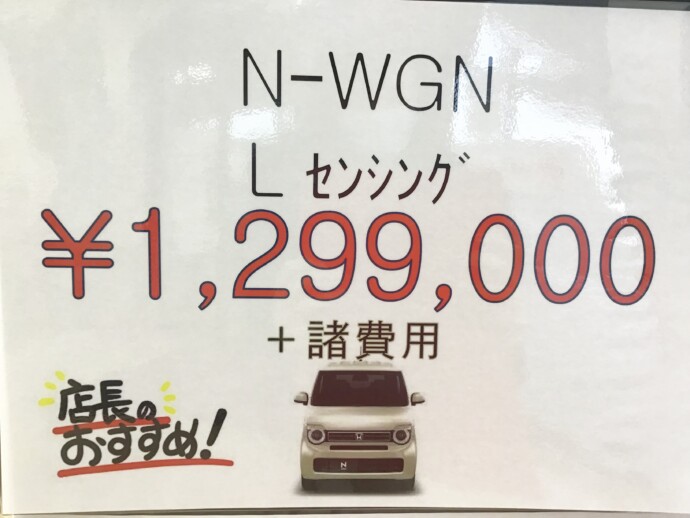 N-WGN
L ｾﾝｼﾝｸﾞ
¥1,299,000
＋諸費用
店長の
おすすめ!
N